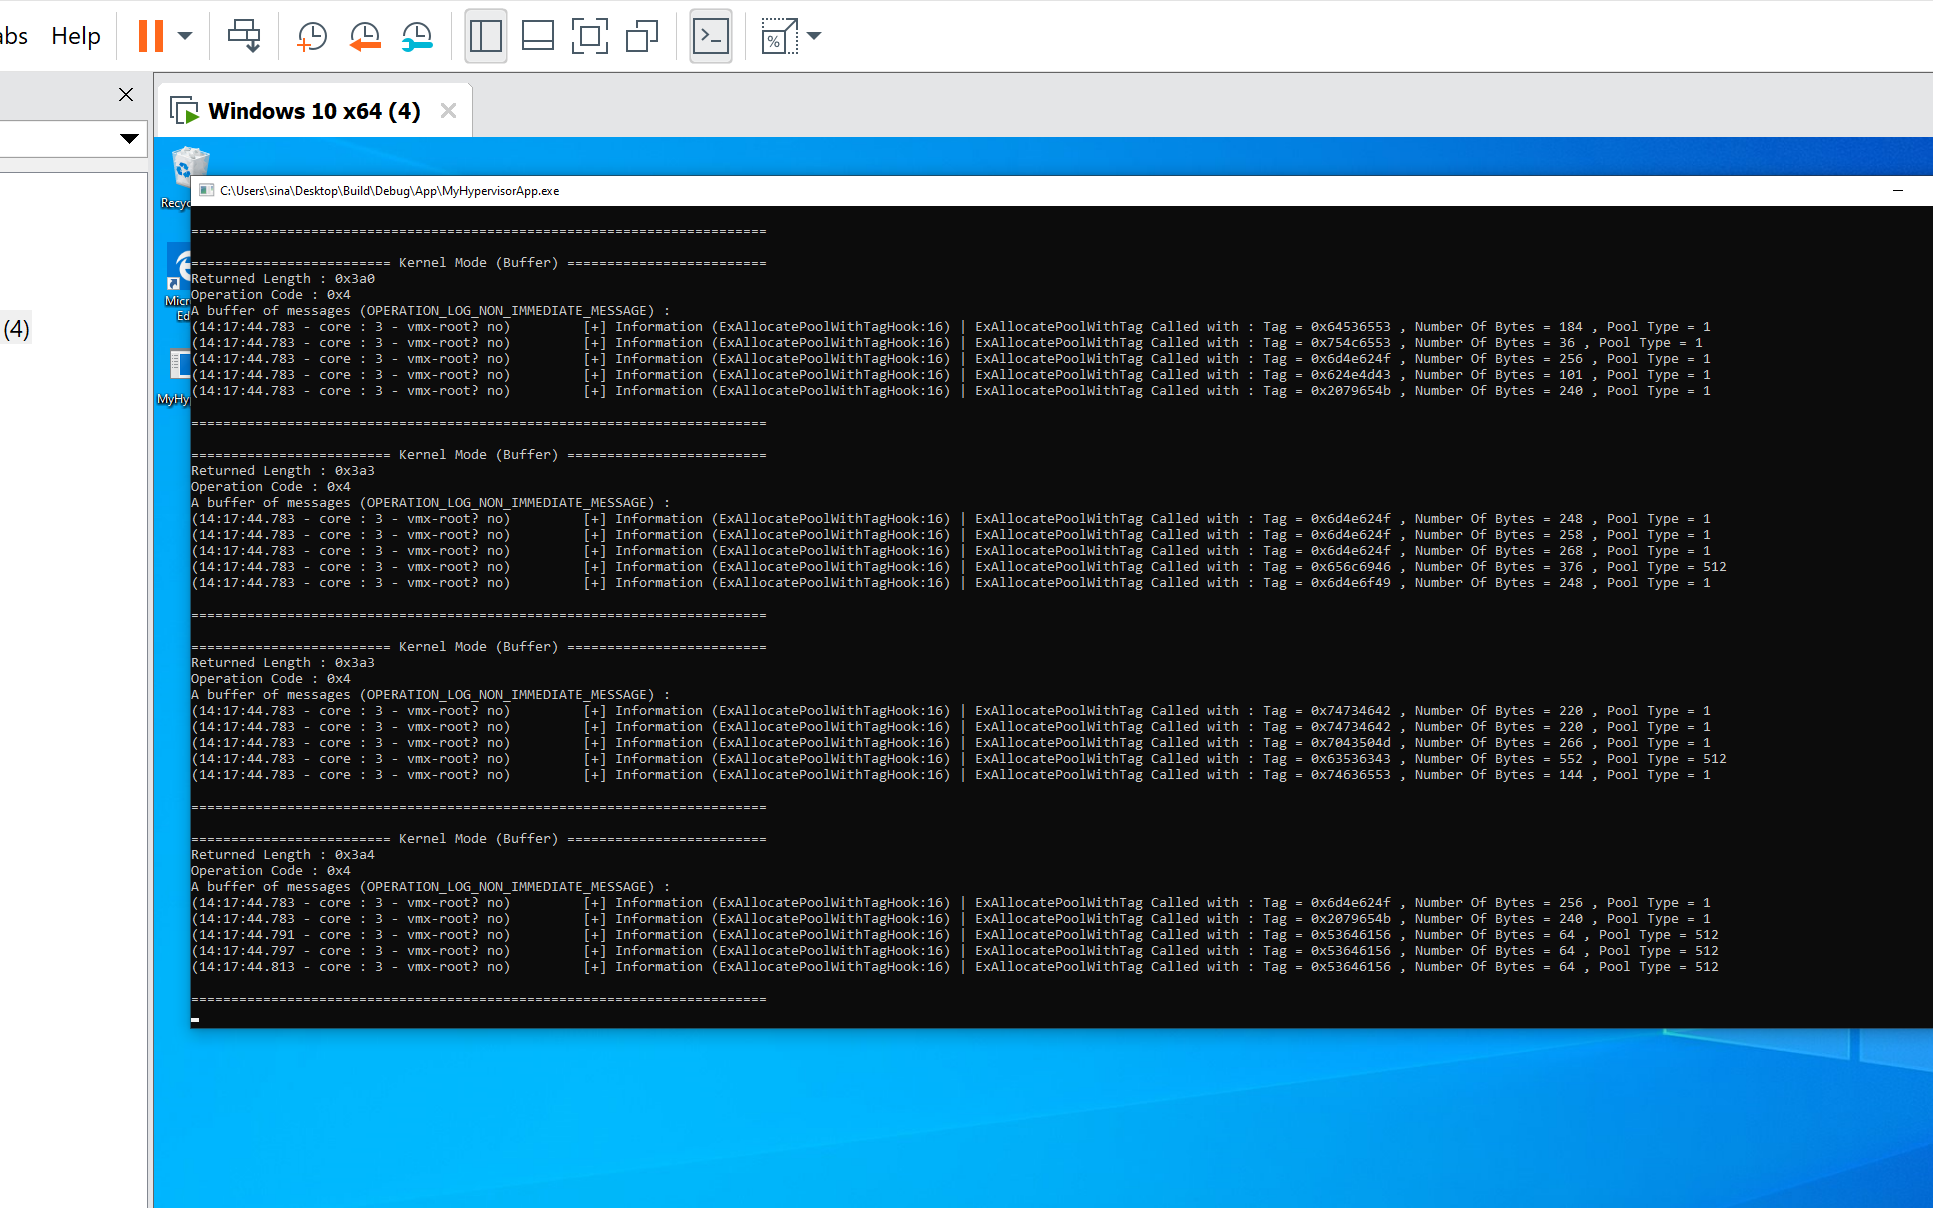 abs Help
Windows 10 x64 (4)
(4)
Recyc
Micr
Ed
MyHy
C:\Users\sina\Desktop\Build\Debug\App\MyHypervisorApp.exe
========================================================================
========================= Kernel Mode (Buffer) =========================
Returned Length : 0x3a0
Operation Code : 0x4
A buffer of messages (OPERATION_LOG_NON_IMMEDIATE_MESSAGE) :
(14:17:44.783 - core : 3 - vmx-root? no) [+] Information (ExAllocatePoolWithTagHook:16) | ExAllocatePoolWithTag Called with : Tag = 0x64536553 , Number Of Bytes = 184 , Pool Type = 1
(14:17:44.783 - core : 3 - vmx-root? no) [+] Information (ExAllocatePoolWithTagHook:16) | ExAllocatePoolWithTag Called with : Tag = 0x754c6553 , Number Of Bytes = 36 , Pool Type = 1
(14:17:44.783 - core : 3 - vmx-root? no) [+] Information (ExAllocatePoolWithTagHook:16) | ExAllocatePoolWithTag Called with : Tag = 0x6d4e624f , Number Of Bytes = 256 , Pool Type = 1
(14:17:44.783 - core : 3 - vmx-root? no) [+] Information (ExAllocatePoolWithTagHook:16) | ExAllocatePoolWithTag Called with : Tag = 0x624e4d43 , Number Of Bytes = 101 , Pool Type = 1
(14:17:44.783 - core : 3 - vmx-root? no) [+] Information (ExAllocatePoolWithTagHook:16) | ExAllocatePoolWithTag Called with : Tag = 0x2079654b , Number Of Bytes = 240 , Pool Type = 1
========================================================================
========================= Kernel Mode (Buffer) =========================
Returned Length : 0x3a3
Operation Code : 0x4
A buffer of messages (OPERATION_LOG_NON_IMMEDIATE_MESSAGE) :
(14:17:44.783 - core : 3 - vmx-root? no) [+] Information (ExAllocatePoolWithTagHook:16) | ExAllocatePoolWithTag Called with : Tag = 0x6d4e624f , Number Of Bytes = 248 , Pool Type = 1
(14:17:44.783 - core : 3 - vmx-root? no) [+] Information (ExAllocatePoolWithTagHook:16) | ExAllocatePoolWithTag Called with : Tag = 0x6d4e624f , Number Of Bytes = 258 , Pool Type = 1
(14:17:44.783 - core : 3 - vmx-root? no) [+] Information (ExAllocatePoolWithTagHook:16) | ExAllocatePoolWithTag Called with : Tag = 0x6d4e624f , Number Of Bytes = 268 , Pool Type = 1
(14:17:44.783 - core : 3 - vmx-root? no) [+] Information (ExAllocatePoolWithTagHook:16) | ExAllocatePoolWithTag Called with : Tag = 0x656c6946 , Number Of Bytes = 376 , Pool Type = 512
(14:17:44.783 - core : 3 - vmx-root? no) [+] Information (ExAllocatePoolWithTagHook:16) | ExAllocatePoolWithTag Called with : Tag = 0x6d4e6f49 , Number Of Bytes = 248 , Pool Type = 1
========================================================================
========================= Kernel Mode (Buffer) =========================
Returned Length : 0x3a3
Operation Code : 0x4
A buffer of messages (OPERATION_LOG_NON_IMMEDIATE_MESSAGE) :
(14:17:44.783 - core : 3 - vmx-root? no) [+] Information (ExAllocatePoolWithTagHook:16) | ExAllocatePoolWithTag Called with : Tag = 0x74734642 , Number Of Bytes = 220 , Pool Type = 1
(14:17:44.783 - core : 3 - vmx-root? no) [+] Information (ExAllocatePoolWithTagHook:16) | ExAllocatePoolWithTag Called with : Tag = 0x74734642 , Number Of Bytes = 220 , Pool Type = 1
(14:17:44.783 - core : 3 - vmx-root? no) [+] Information (ExAllocatePoolWithTagHook:16) | ExAllocatePoolWithTag Called with : Tag = 0x7043504d , Number Of Bytes = 266 , Pool Type = 1
(14:17:44.783 - core : 3 - vmx-root? no) [+] Information (ExAllocatePoolWithTagHook:16) | ExAllocatePoolWithTag Called with : Tag = 0x63536343 , Number Of Bytes = 552 , Pool Type = 512
(14:17:44.783 - core : 3 - vmx-root? no) [+] Information (ExAllocatePoolWithTagHook:16) | ExAllocatePoolWithTag Called with : Tag = 0x74636553 , Number Of Bytes = 144 , Pool Type = 1
========================================================================
========================= Kernel Mode (Buffer) =========================
Returned Length : 0x3a4
Operation Code : 0x4
A buffer of messages (OPERATION_LOG_NON_IMMEDIATE_MESSAGE) :
(14:17:44.783 - core : 3 - vmx-root? no) [+] Information (ExAllocatePoolWithTagHook:16) | ExAllocatePoolWithTag Called with : Tag = 0x6d4e624f , Number Of Bytes = 256 , Pool Type = 1
(14:17:44.783 - core : 3 - vmx-root? no) [+] Information (ExAllocatePoolWithTagHook:16) | ExAllocatePoolWithTag Called with : Tag = 0x2079654b , Number Of Bytes = 240 , Pool Type = 1
(14:17:44.791 - core : 3 - vmx-root? no) [+] Information (ExAllocatePoolWithTagHook:16) | ExAllocatePoolWithTag Called with : Tag = 0x53646156 , Number Of Bytes = 64 , Pool Type = 512
(14:17:44.797 - core : 3 - vmx-root? no) [+] Information (ExAllocatePoolWithTagHook:16) | ExAllocatePoolWithTag Called with : Tag = 0x53646156 , Number Of Bytes = 64 , Pool Type = 512
(14:17:44.813 - core : 3 - vmx-root? no) [+] Information (ExAllocatePoolWithTagHook:16) | ExAllocatePoolWithTag Called with : Tag = 0x53646156 , Number Of Bytes = 64 , Pool Type = 512
========================================================================